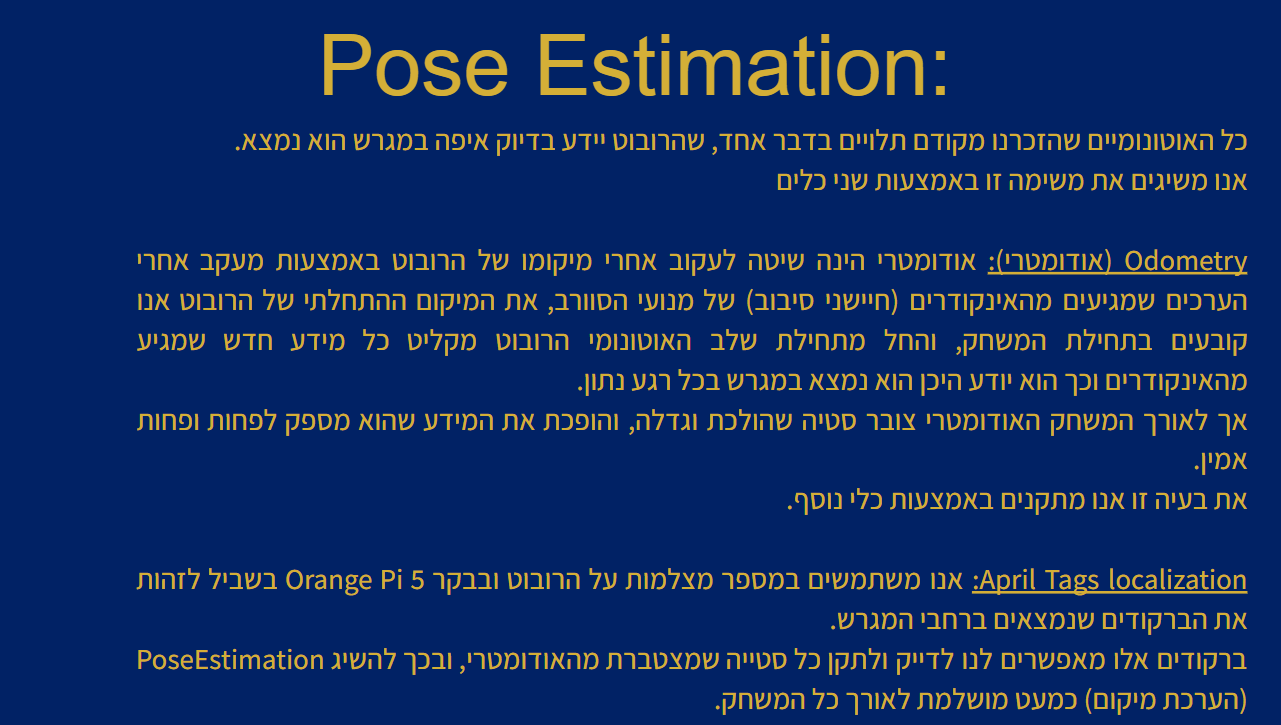 Pose Estimation:
כל האוטונומיים שהזכרנו מקודם תלויים בדבר אחד, שהרובוט יידע בדיוק איפה במגרש הוא נמצא.
אנו משיגים את משימה זו באמצעות שני כלים
Odometry (אודומטרי): אודומטרי הינה שיטה לעקוב אחרי מיקומו של הרובוט באמצעות מעקב אחרי
הערכים שמגיעים מהאינקודרים (חיישני סיבוב) של מנועי הסוורב, את המיקום ההתחלתי של הרובוט אנו
קובעים בתחילת המשחק, והחל מתחילת שלב האוטונומי הרובוט מקליט כל מידע חדש שמגיע
מהאינקודרים וכך הוא יודע היכן הוא נמצא במגרש בכל רגע נתון.
אך לאורך המשחק האודומטרי צובר סטיה שהולכת וגדלה, והופכת את המידע שהוא מספק לפחות ופחות
אמין.
את בעיה זו אנו מתקנים באמצעות כלי נוסף.
April Tags localization: אנו משתמשים במספר מצלמות על הרובוט ובבקר Orange Pi 5 בשביל לזהות
את הברקודים שנמצאים ברחבי המגרש.
ברקודים אלו מאפשרים לנו לדייק ולתקן כל סטייה שמצטברת מהאודומטרי, ובכך להשיג PoseEstimation
(הערכת מיקום) כמעט מושלמת לאורך כל המשחק.